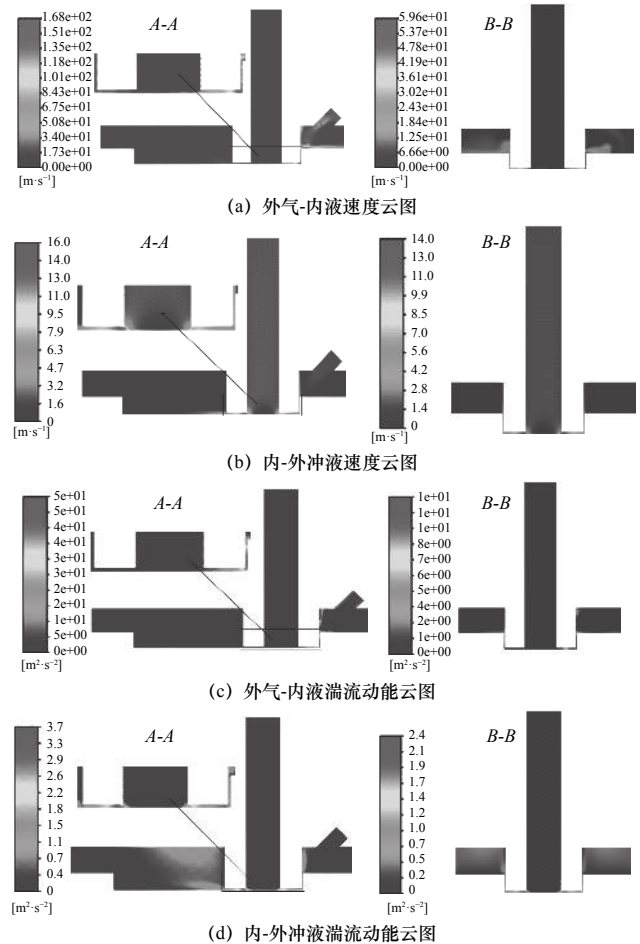 A-A
1.68e+02
1.52e+02
1.35e+02
1.18e+02
1.01e+02
8.43e+01
6.75e+01
5.08e+01
3.40e+01
1.73e+01
0.00e+00
[m·s⁻¹]
B-B
5.96e+01
5.37e+01
4.78e+01
4.19e+01
3.61e+01
3.02e+01
2.43e+01
1.84e+01
1.25e+01
6.66e+00
0.00e+00
[m·s⁻¹]
(a) 外气-内液速度云图
A-A
16.0
14.0
13.0
11.0
9.5
7.9
6.3
4.7
3.2
1.6
0
[m·s⁻¹]
B-B
14.0
13.0
11.0
9.9
8.5
7.1
5.6
4.2
2.8
1.4
0
[m·s⁻¹]
(b) 内-外冲液速度云图
A-A
5e+01
5e+01
4e+01
4e+01
3e+01
3e+01
2e+01
2e+01
1e+01
5e+00
0e+00
[m²·s⁻²]
B-B
1e+01
1e+01
9e+00
8e+00
7e+00
6e+00
5e+00
4e+00
2e+00
1e+00
0e+00
[m²·s⁻²]
(c) 外气-内液湍流动能云图
A-A
3.7
3.3
2.9
2.6
2.2
1.8
1.5
1.1
0.7
0.4
0
[m²·s⁻²]
B-B
2.4
2.1
1.9
1.7
1.4
1.2
1.0
0.7
0.5
0.2
0
[m²·s⁻²]
(d) 内-外冲液湍流动能云图